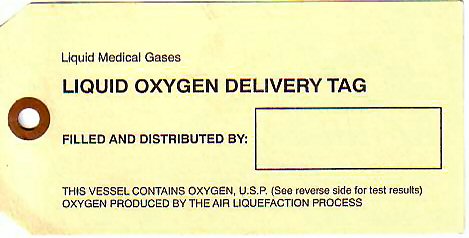 Liquid Medical Gases
LIQUID OXYGEN DELIVERY TAG
FILLED AND DISTRIBUTED BY:
THIS VESSEL CONTAINS OXYGEN, U.S.P. (See reverse side for test results)
OXYGEN PRODUCED BY THE AIR LIQUEFACTION PROCESS